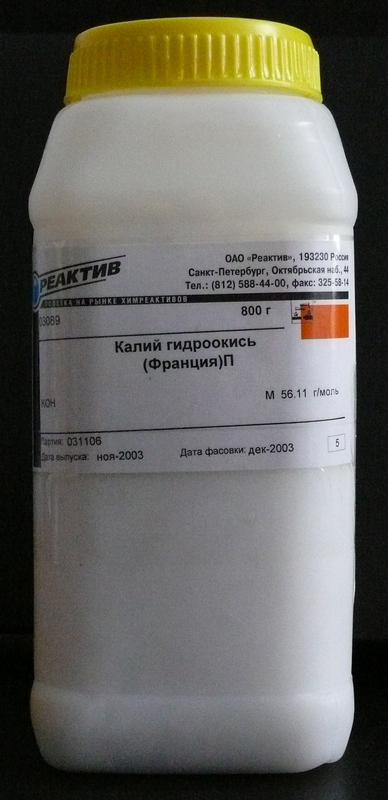 РЕАКТИВ
ОАО «Реактив», 193230 Россия
Санкт-Петербург, Октябрьская наб., 44
Тел.: (812) 588-44-00, факс: 325-58-14
НА РЫНКЕ ХИМРЕАКТИВОВ
03089
800 г
Калий гидроокись
(Франция)П
КОН
М 56.11 г/моль
Партия: 031106
Дата выпуска: ноя-2003
Дата фасовки: дек-2003
5